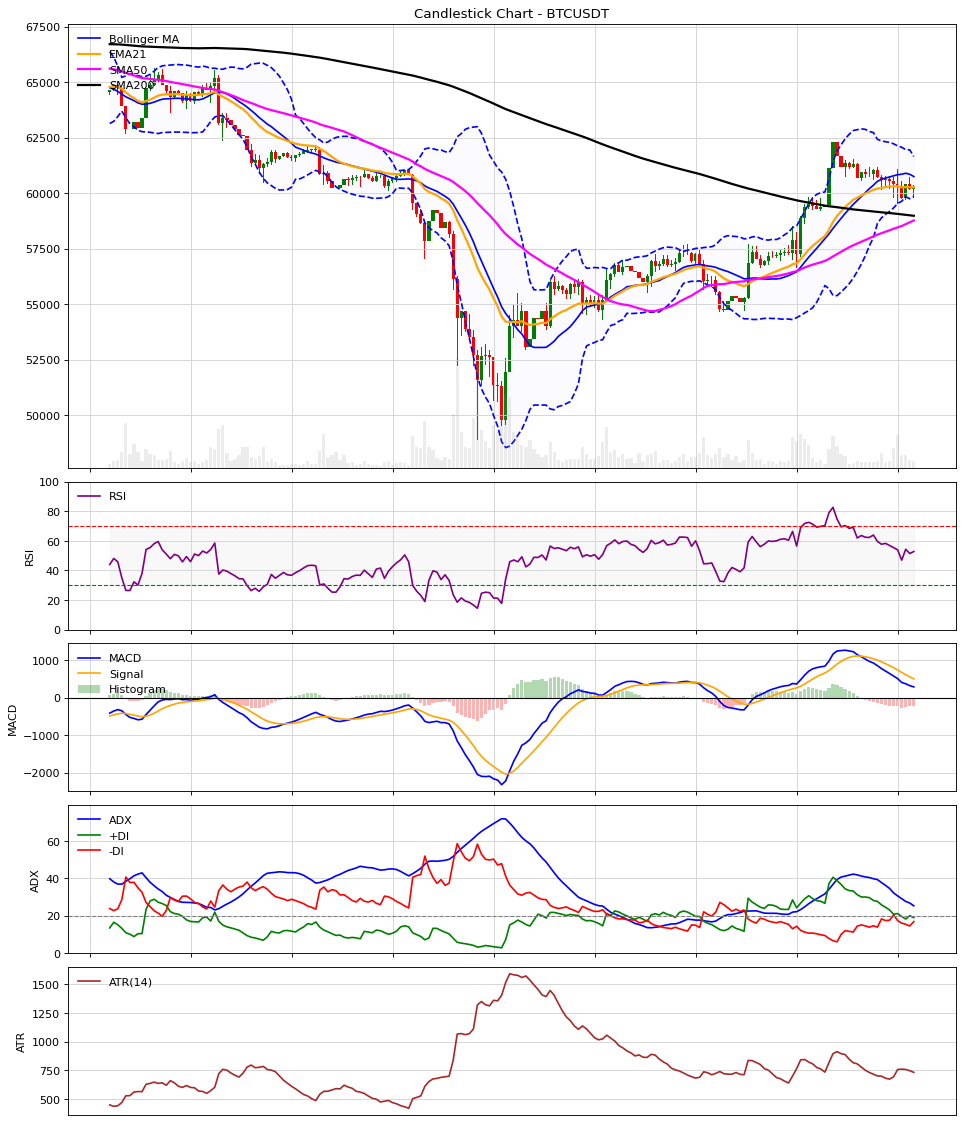 Candlestick Chart - BTCUSDT
67500
65000
62500
60000
57500
55000
52500
50000
Bollinger MA
EMA21
SMA50
SMA200
100
80
60
40
20
0
RSI
RSI
1000
0
−1000
−2000
MACD
MACD
Signal
Histogram
60
40
20
0
ADX
ADX
+DI
-DI
1500
1250
1000
750
500
ATR
ATR(14)